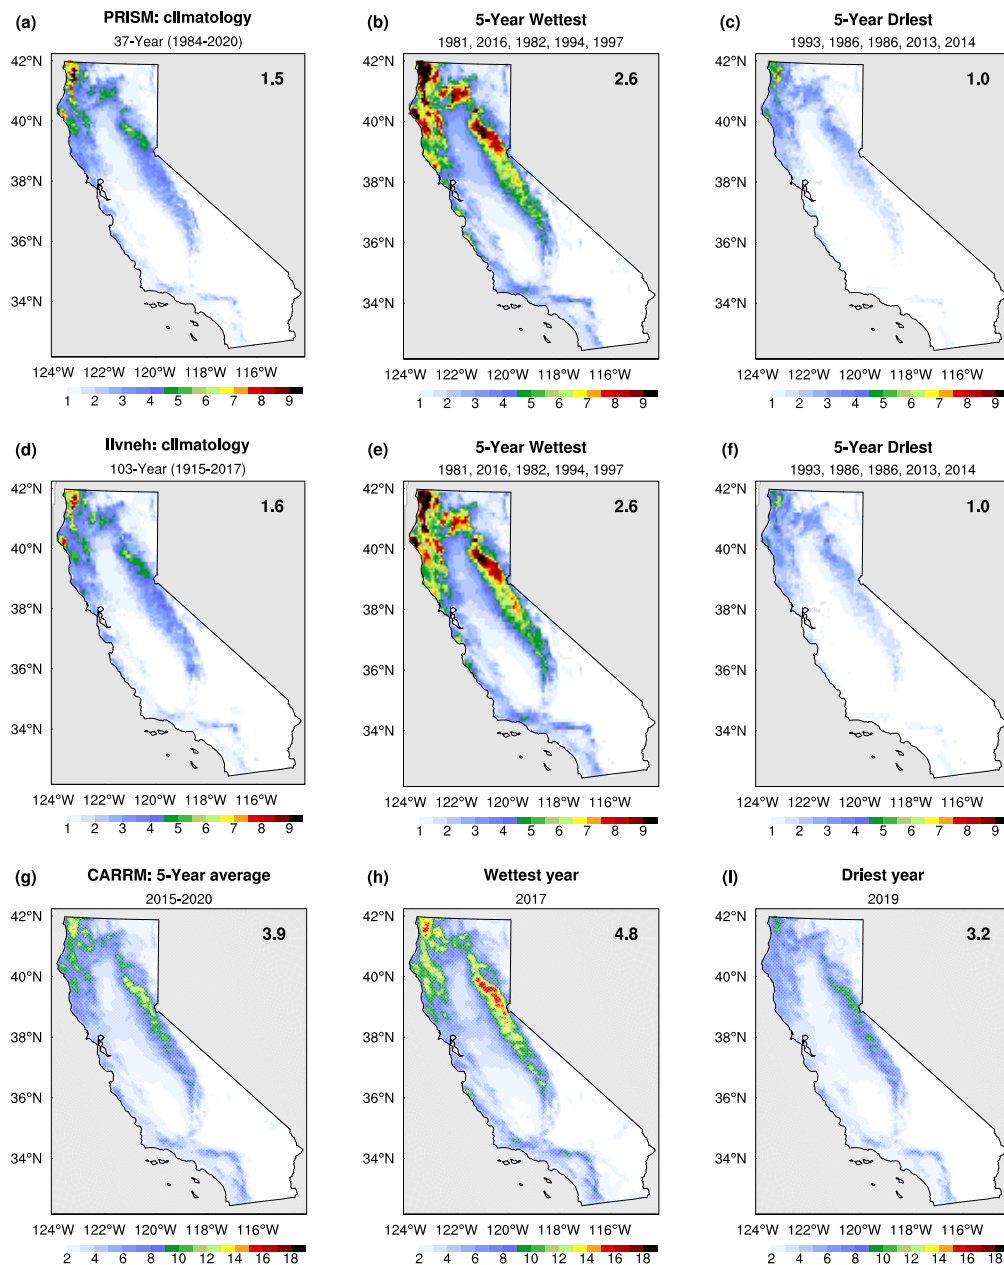 (a) PRISM: clImatology
37-Year (1984-2020)
(b) 5-Year Wettest
1981, 2016, 1982, 1994, 1997
(c) 5-Year DrIest
1993, 1986, 1986, 2013, 2014
42°N 40°N 38°N 36°N 34°N
1.5
124°W 122°W 120°W 118°W 116°W
1 2 3 4 5 6 7 8 9
42°N 40°N 38°N 36°N 34°N
2.6
124°W 122°W 120°W 118°W 116°W
1 2 3 4 5 6 7 8 9
42°N 40°N 38°N 36°N 34°N
1.0
124°W 122°W 120°W 118°W 116°W
1 2 3 4 5 6 7 8 9
(d) lIvneh: clImatology
103-Year (1915-2017)
(e) 5-Year Wettest
1981, 2016, 1982, 1994, 1997
(f) 5-Year DrIest
1993, 1986, 1986, 2013, 2014
42°N 40°N 38°N 36°N 34°N
1.6
124°W 122°W 120°W 118°W 116°W
1 2 3 4 5 6 7 8 9
42°N 40°N 38°N 36°N 34°N
2.6
124°W 122°W 120°W 118°W 116°W
1 2 3 4 5 6 7 8 9
42°N 40°N 38°N 36°N 34°N
1.0
124°W 122°W 120°W 118°W 116°W
1 2 3 4 5 6 7 8 9
(g) CARRM: 5-Year average
2015-2020
(h) Wettest year
2017
(I) Driest year
2019
42°N 40°N 38°N 36°N 34°N
3.9
124°W 122°W 120°W 118°W 116°W
2 4 6 8 10 12 14 16 18
42°N 40°N 38°N 36°N 34°N
4.8
124°W 122°W 120°W 118°W 116°W
2 4 6 8 10 12 14 16 18
42°N 40°N 38°N 36°N 34°N
3.2
124°W 122°W 120°W 118°W 116°W
2 4 6 8 10 12 14 16 18